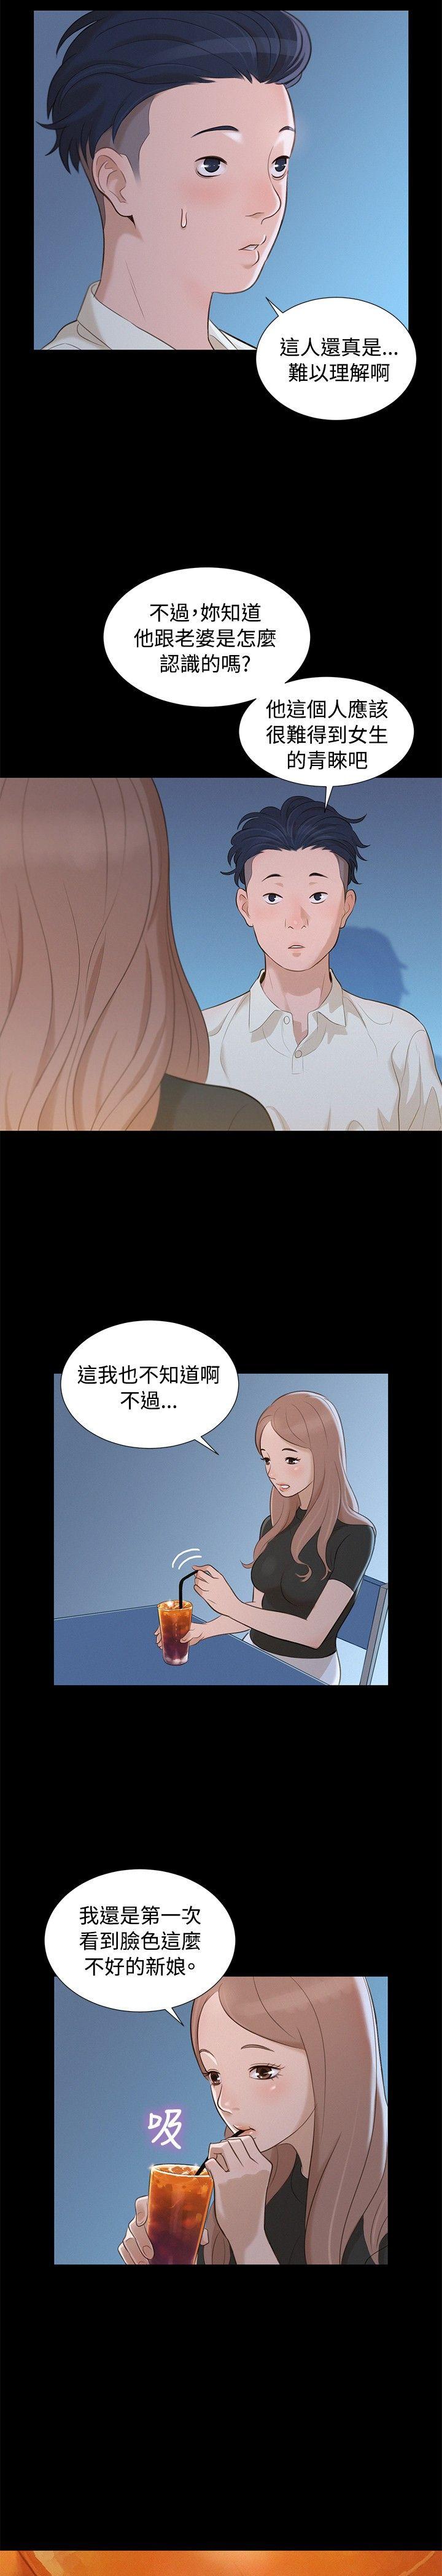 這人還真是...
難以理解啊
不過,妳知道
他跟老婆是怎麼
認識的嗎?
他這個人應該
很難得到女生
的青睞吧
這我也不知道啊
不過...
我還是第一次
看到臉色這麼
不好的新娘。
吸